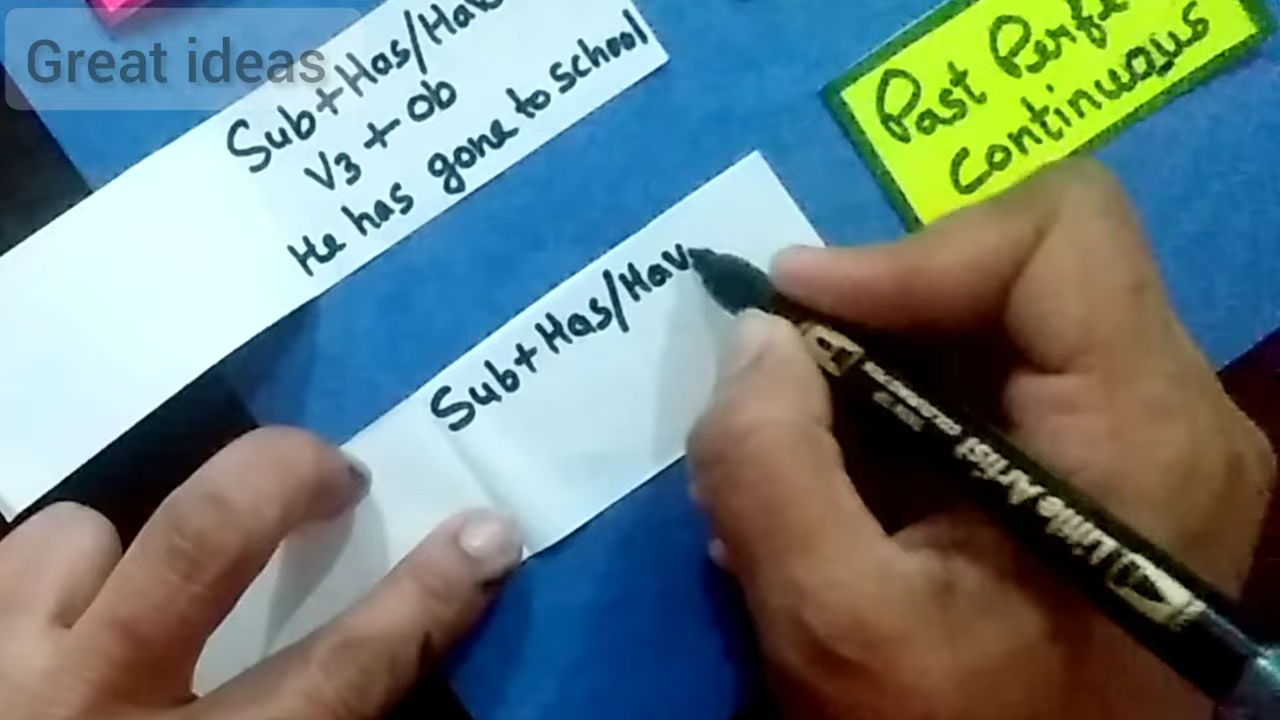 Great ideas
Sub+Has/Hav
V3+Ob
He has gone to school
Past Perfe
Continuous
Sub+Has/Hav
Little Artist